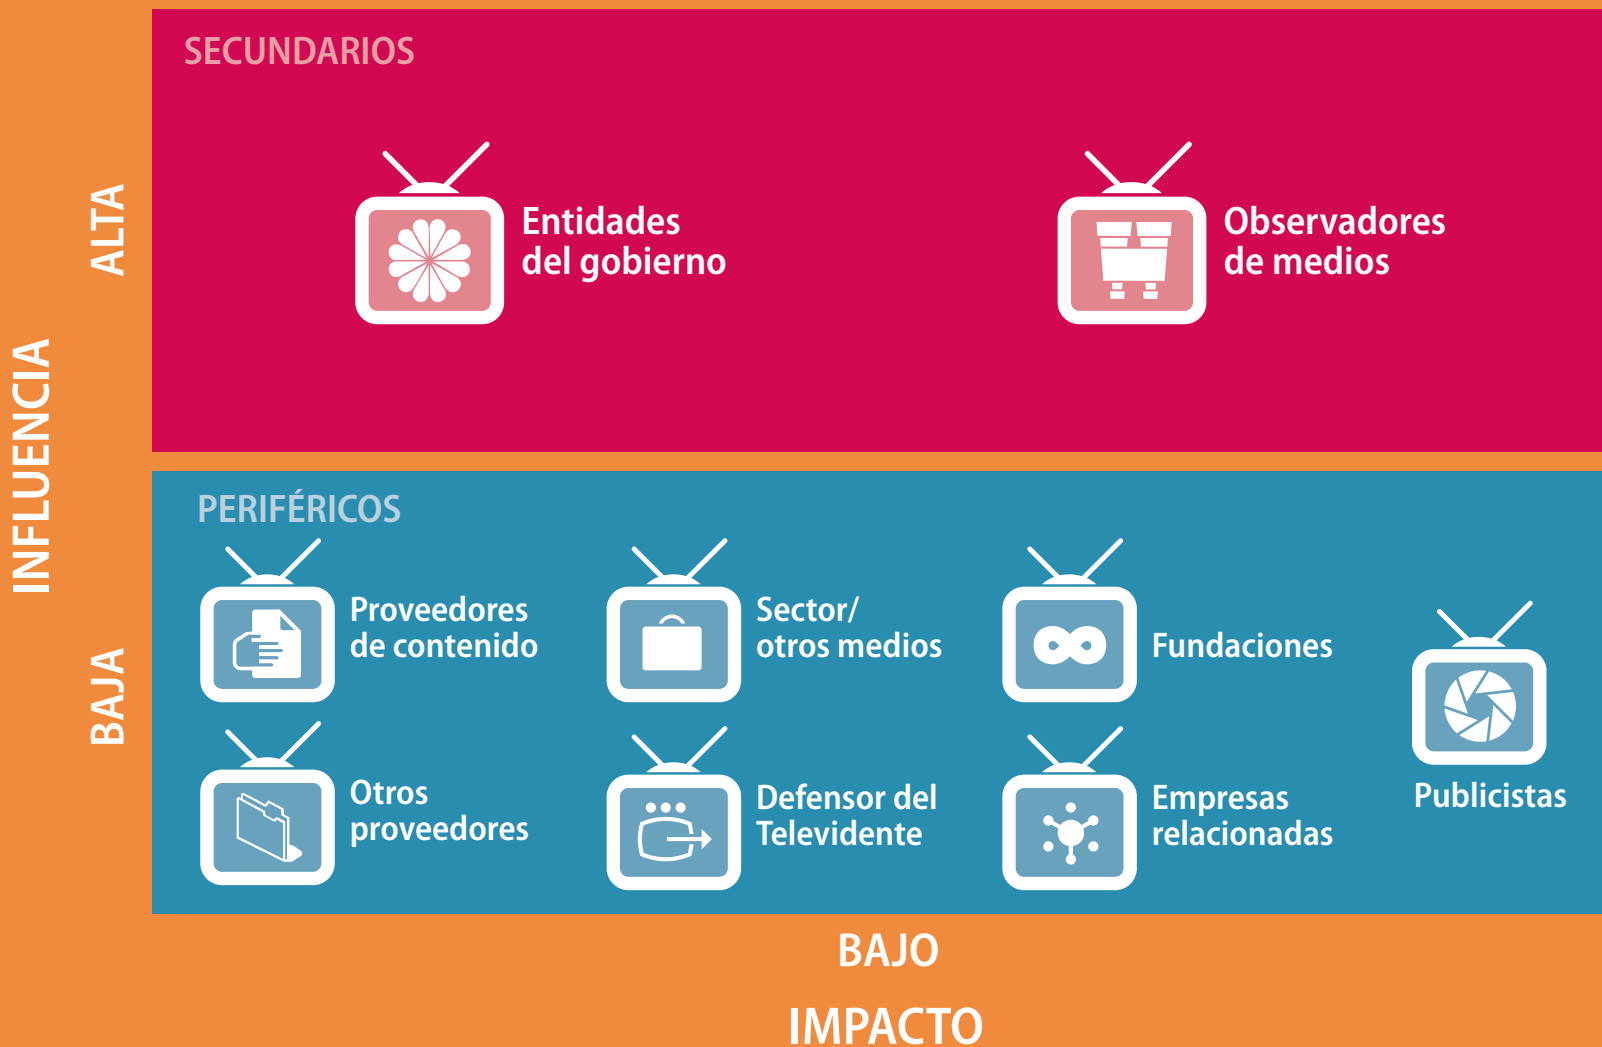 SECUNDARIOS
Entidades
del gobierno
Observadores
de medios
INFLUENCIA
ALTA
BAJA
PERIFÉRICOS
Proveedores
de contenido
Sector/
otros medios
Fundaciones
Otros
proveedores
Defensor del
Televidente
Empresas
relacionadas
Publicistas
BAJO
IMPACTO